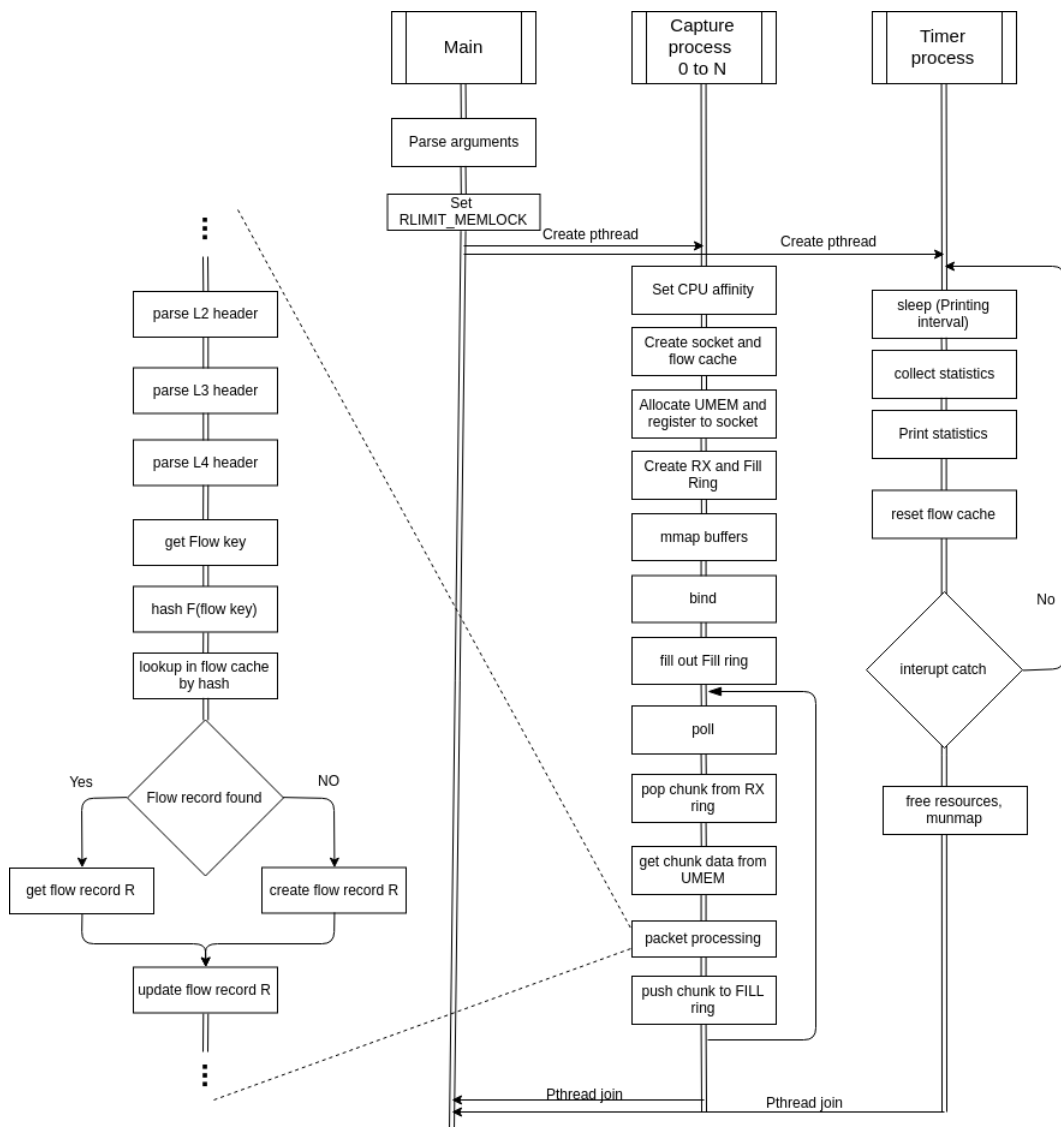 Main
Capture
process
0 to N
Timer
process
Parse arguments
Set
RLIMIT_MEMLOCK
Create pthread
Create pthread
Set CPU affinity
Create socket and
flow cache
Allocate UMEM and
register to socket
Create RX and Fill
Ring
mmap buffers
bind
fill out Fill ring
poll
pop chunk from RX
ring
get chunk data from
UMEM
packet processing
push chunk to FILL
ring
sleep (Printing
interval)
collect statistics
Print statistics
reset flow cache
interupt catch
No
free resources,
munmap
...
parse L2 header
parse L3 header
parse L4 header
get Flow key
hash F(flow key)
lookup in flow cache
by hash
Flow record found
Yes
NO
get flow record R
create flow record R
update flow record R
...
Pthread join
Pthread join